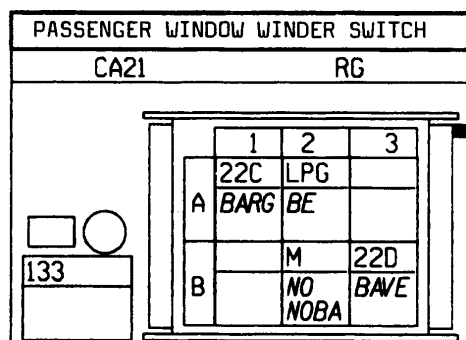 PASSENGER WINDOW WINDER SWITCH
CA21 RG
1 2 3
22C LPG
A BARG BE
133
M 22D
B NO BAVE
NOBA